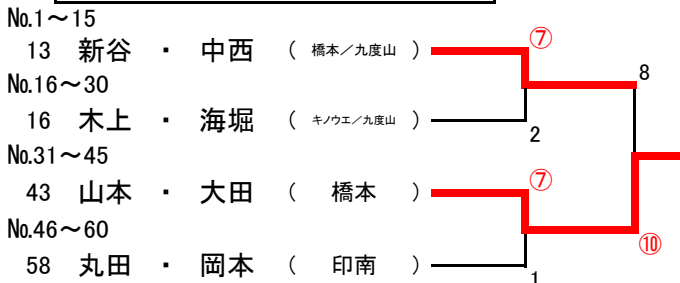 №1～15
13 新谷 ・ 中西 （ 橋本／九度山 ） ⑦
№16～30 8
16 木上 ・ 海堀 （ キノウエ／九度山 ） 2
№31～45
43 山本 ・ 大田 （ 橋本 ） ⑦
№46～60 ⑩
58 丸田 ・ 岡本 （ 印南 ） 1